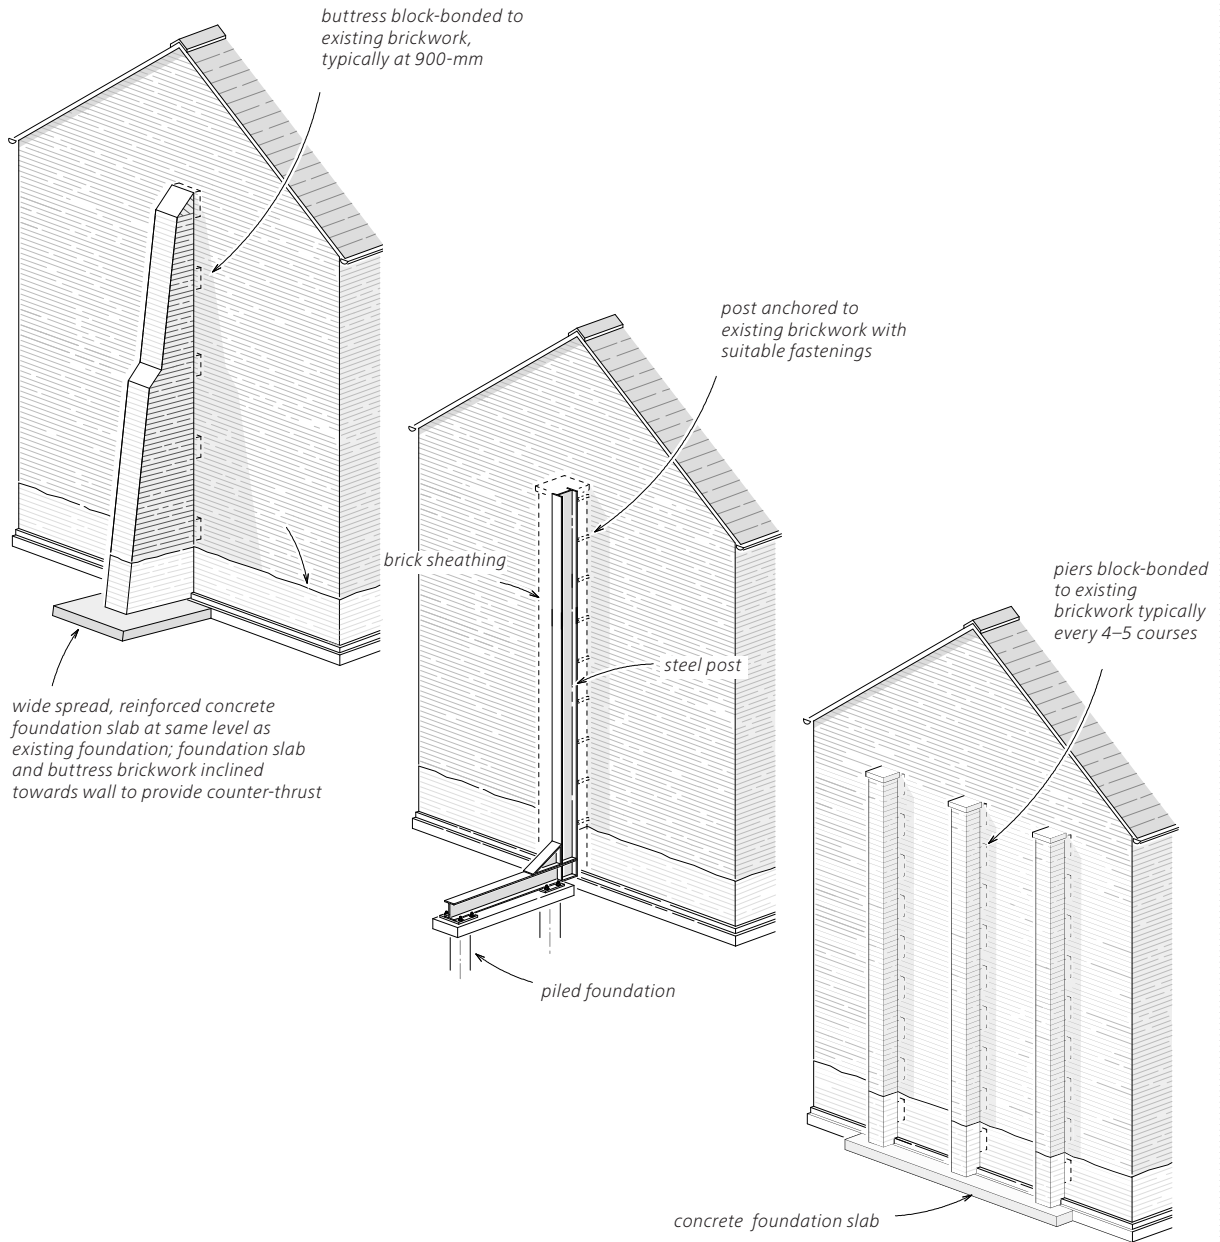 buttress block-bonded to
existing brickwork,
typically at 900-mm
wide spread, reinforced concrete
foundation slab at same level as
existing foundation; foundation slab
and buttress brickwork inclined
towards wall to provide counter-thrust
post anchored to
existing brickwork with
suitable fastenings
brick sheathing
steel post
piled foundation
piers block-bonded
to existing
brickwork typically
every 4–5 courses
concrete foundation slab